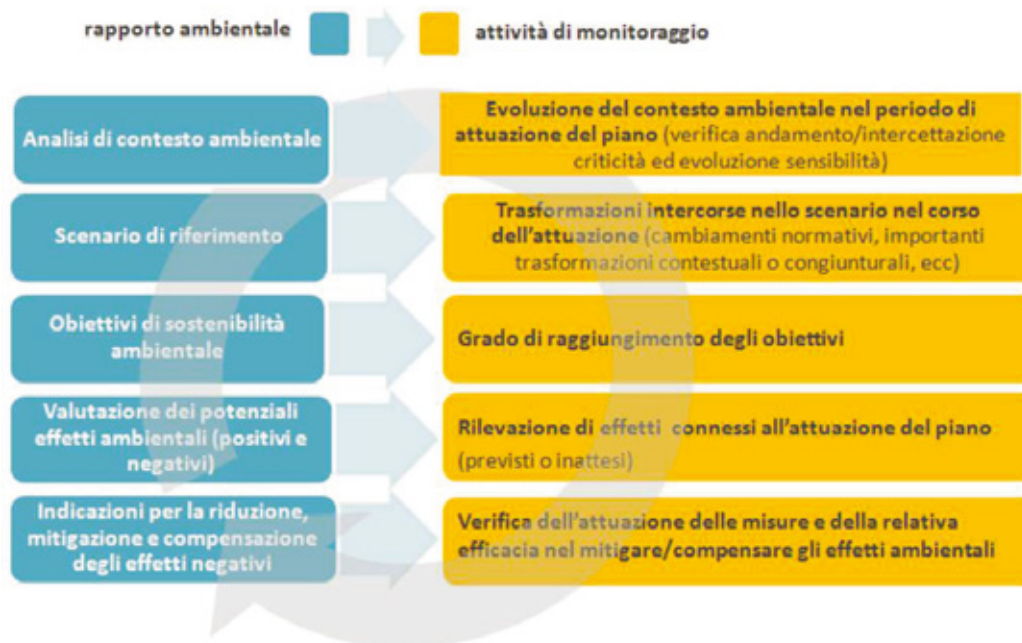 rapporto ambientale
attività di monitoraggio
Analisi di contesto ambientale
Evoluzione del contesto ambientale nel periodo di
attuazione del piano (verifica andamento/intercettazione
criticità ed evoluzione sensibilità)
Scenario di riferimento
Trasformazioni intercorse nello scenario nel corso
dell'attuazione (cambiamenti normativi, importanti
trasformazioni contestuali o congiunturali, ecc)
Obiettivi di sostenibilità
ambientale
Grado di raggiungimento degli obiettivi
Valutazione dei potenziali
effetti ambientali (positivi e
negativi)
Rilevazione di effetti connessi all'attuazione del piano
(previsti o inattesi)
Indicazioni per la riduzione,
mitigazione e compensazione
degli effetti negativi
Verifica dell'attuazione delle misure e della relativa
efficacia nel mitigare/compensare gli effetti ambientali